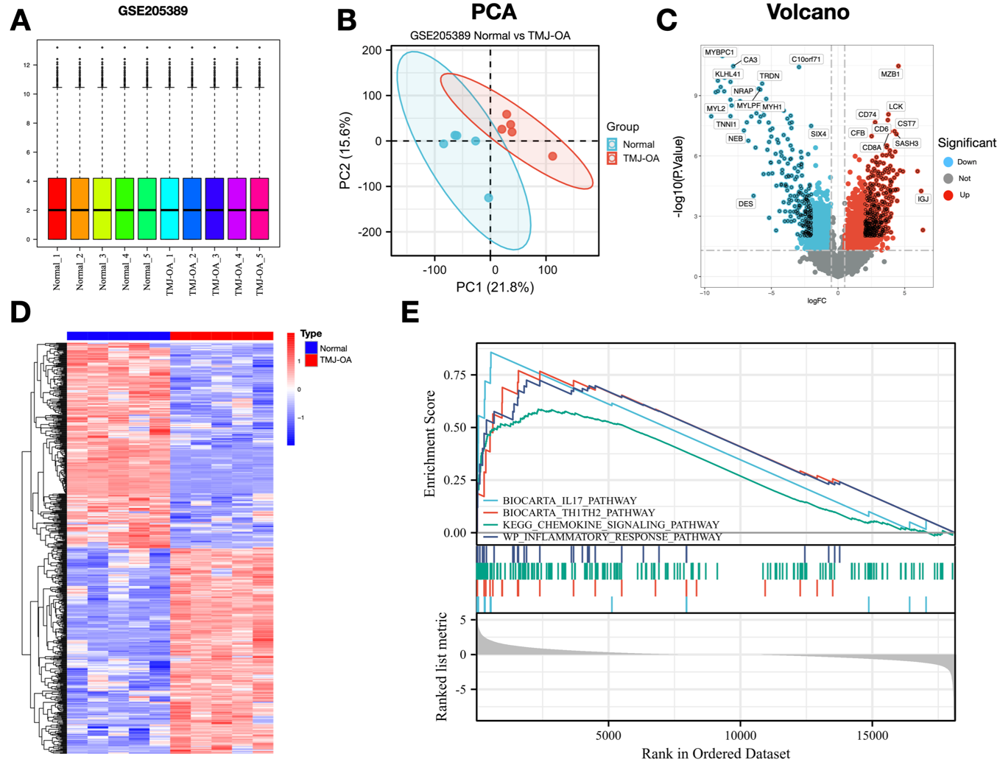 A
GSE205389
12
10
8
6
4
2
0
Normal_1
Normal_2
Normal_3
Normal_4
Normal_5
TMJ-OA_1
TMJ-OA_2
TMJ-OA_3
TMJ-OA_4
TMJ-OA_5
B
PCA
GSE205389 Normal vs TMJ-OA
PC2 (15.6%)
200
100
0
-100
-200
-100
0
100
PC1 (21.8%)
Group
Normal
TMJ-OA
C
Volcano
-log10(P.Value)
9
6
3
0
MYBPC1
CA3
C10orf71
KLHL41
TRDN
MZB1
NRAP
MYL2
MYLPF
MYH1
LCK
CD74
TNNI1
CD6
CST7
NEB
SIX4
CFB
CD8A
SASH3
DES
IGJ
-10
-5
0
5
logFC
Significant
Down
Not
Up
D
Type
Normal
TMJ-OA
1
0
-1
E
Enrichment Score
0.75
0.50
0.25
0.00
BIOCARTA_IL17_PATHWAY
BIOCARTA_TH1TH2_PATHWAY
KEGG_CHEMOKINE_SIGNALING_PATHWAY
WP_INFLAMMATORY_RESPONSE_PATHWAY
Ranked list metric
5
0
-5
5000
10000
15000
Rank in Ordered Dataset